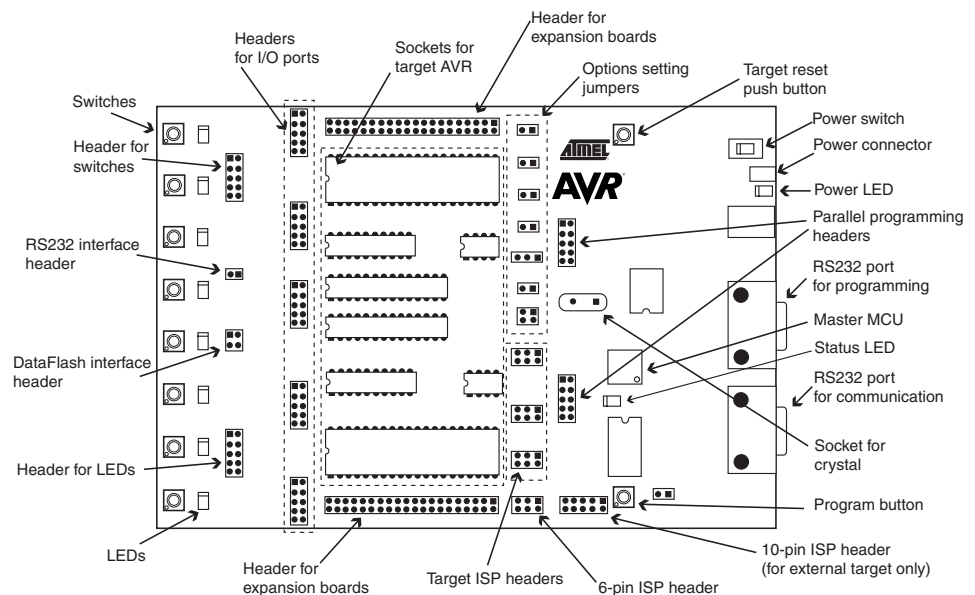 Header for
expansion boards
Headers
for I/O ports
Sockets for
target AVR
Options setting
jumpers
Target reset
push button
Switches
Header for
switches
Power switch
Power connector
ATMEL
AVR®
Power LED
Parallel programming
headers
RS232 interface
header
RS232 port
for programming
Master MCU
DataFlash interface
header
Status LED
RS232 port
for communication
Header for LEDs
Socket for
crystal
Program button
LEDs
Header for
expansion boards
Target ISP headers
6-pin ISP header
10-pin ISP header
(for external target only)